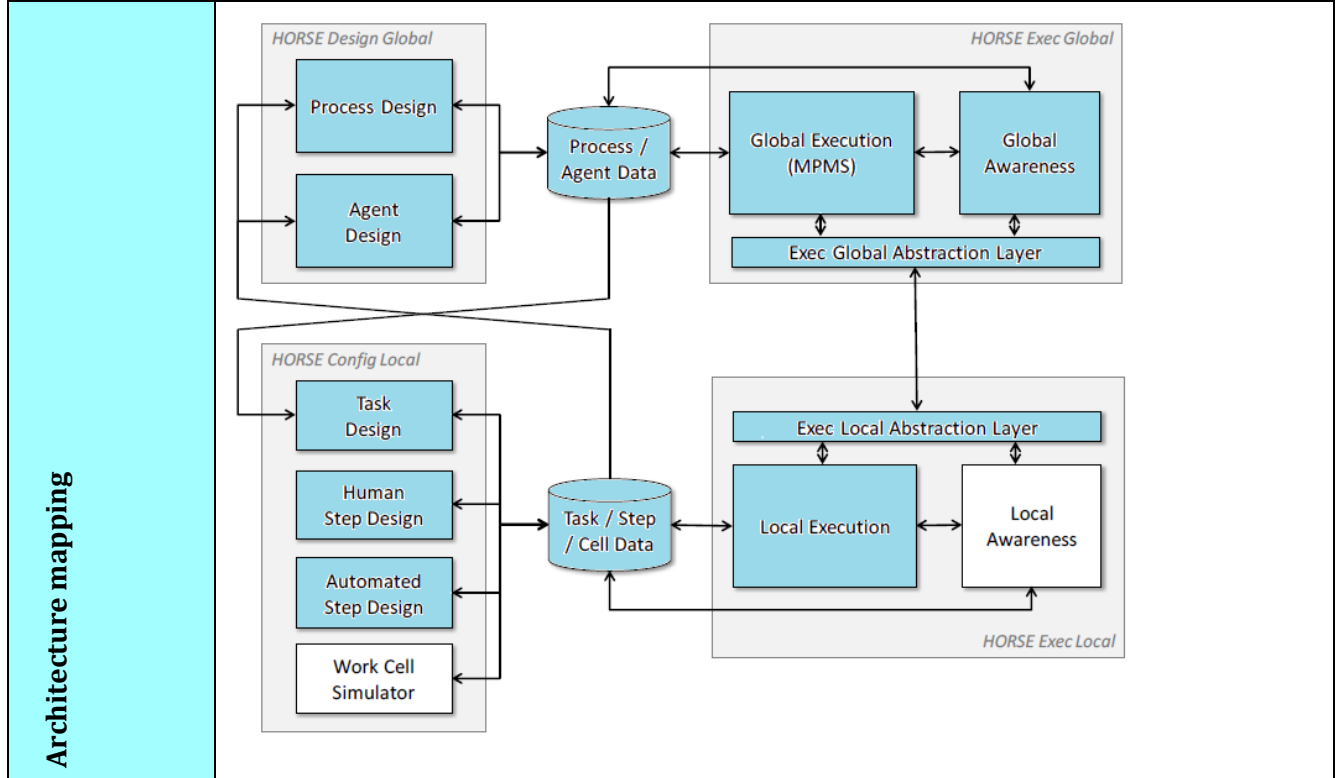 Architecture mapping
HORSE Design Global
Process Design
Agent
Design
Process /
Agent Data
HORSE Exec Global
Global Execution
(MPMS)
Global
Awareness
Exec Global Abstraction Layer
HORSE Config Local
Task
Design
Human
Step Design
Automated
Step Design
Work Cell
Simulator
Task / Step
/ Cell Data
Exec Local Abstraction Layer
Local Execution
Local
Awareness
HORSE Exec Local